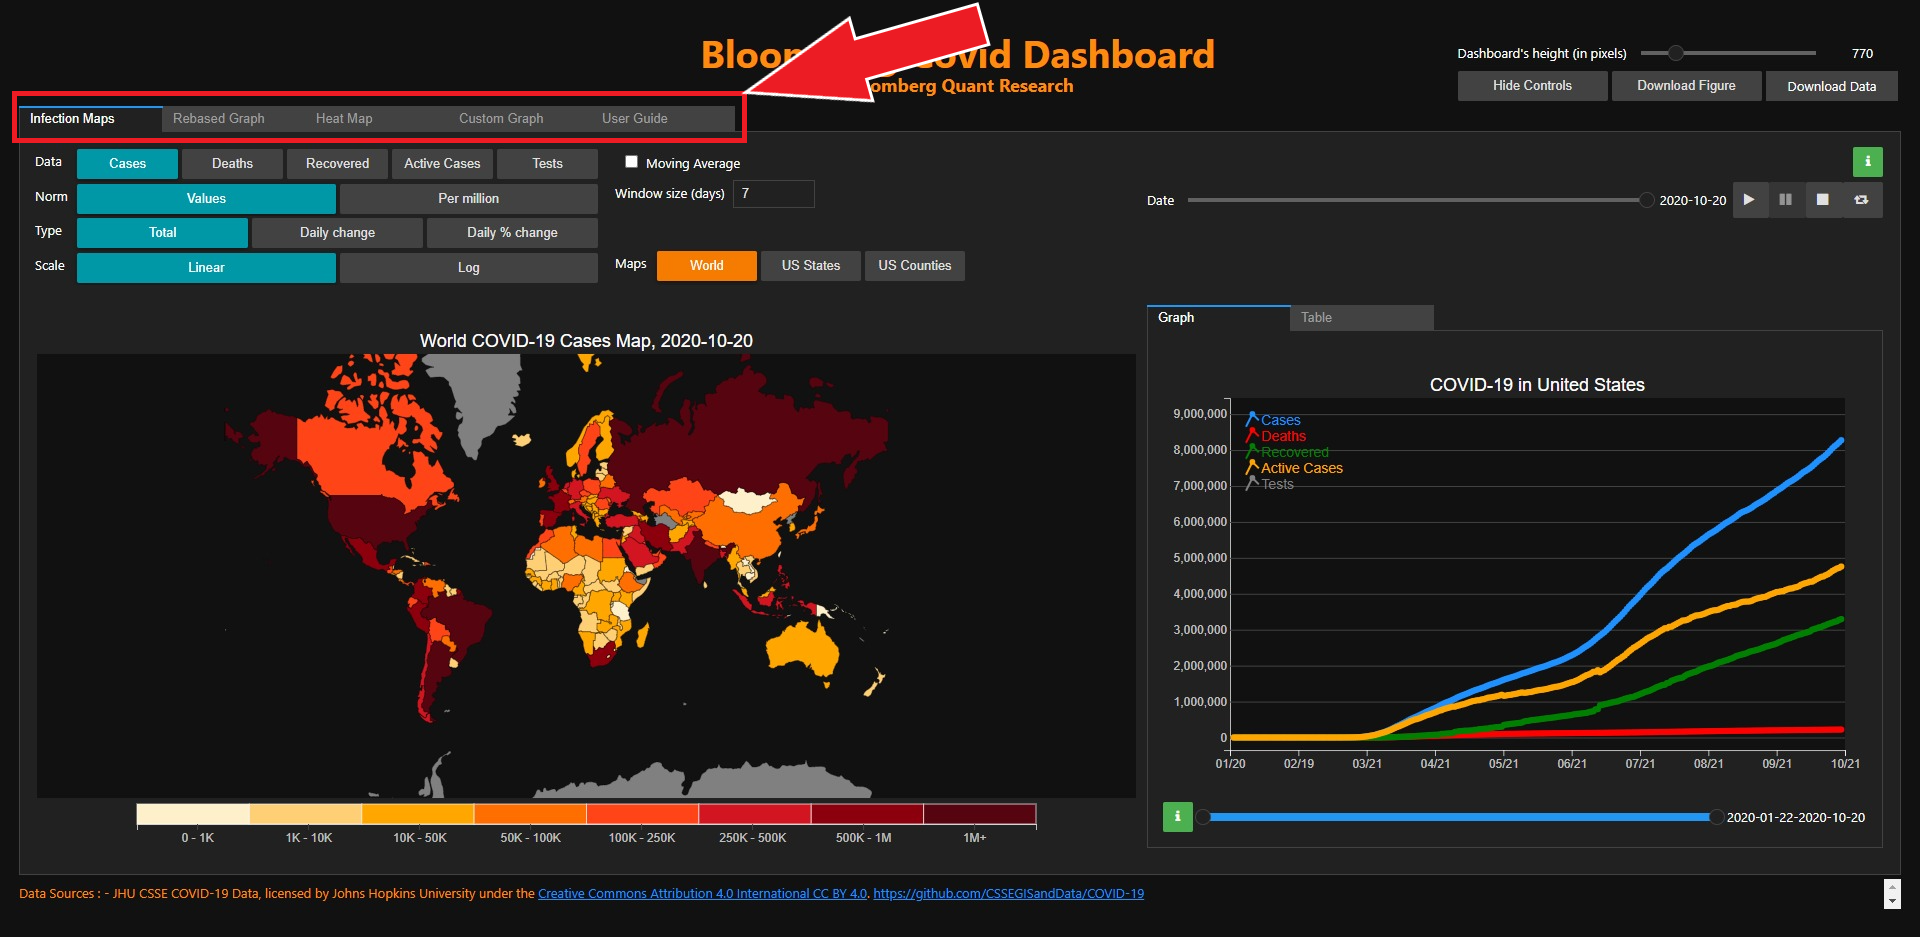 Bloo ovid Dashboard
omberg Quant Research
Dashboard's height (in pixels) 770
Hide Controls Download Figure Download Data
Infection Maps Rebased Graph Heat Map Custom Graph User Guide
Data Cases Deaths Recovered Active Cases Tests
Moving Average
Norm Values Per million
Window size (days) 7
Type Total Daily change Daily % change
Scale Linear Log
Maps World US States US Counties
Date 2020-10-20
World COVID-19 Cases Map, 2020-10-20
0 - 1K 1K - 10K 10K - 50K 50K - 100K 100K - 250K 250K - 500K 500K - 1M 1M+
Graph Table
COVID-19 in United States
Cases
Deaths
Recovered
Active Cases
Tests
9,000,000
8,000,000
7,000,000
6,000,000
5,000,000
4,000,000
3,000,000
2,000,000
1,000,000
0
01/20 02/19 03/21 04/21 05/21 06/21 07/21 08/21 09/21 10/21
2020-01-22-2020-10-20
Data Sources : - JHU CSSE COVID-19 Data, licensed by Johns Hopkins University under the Creative Commons Attribution 4.0 International CC BY 4.0. https://github.com/CSSEGISandData/COVID-19